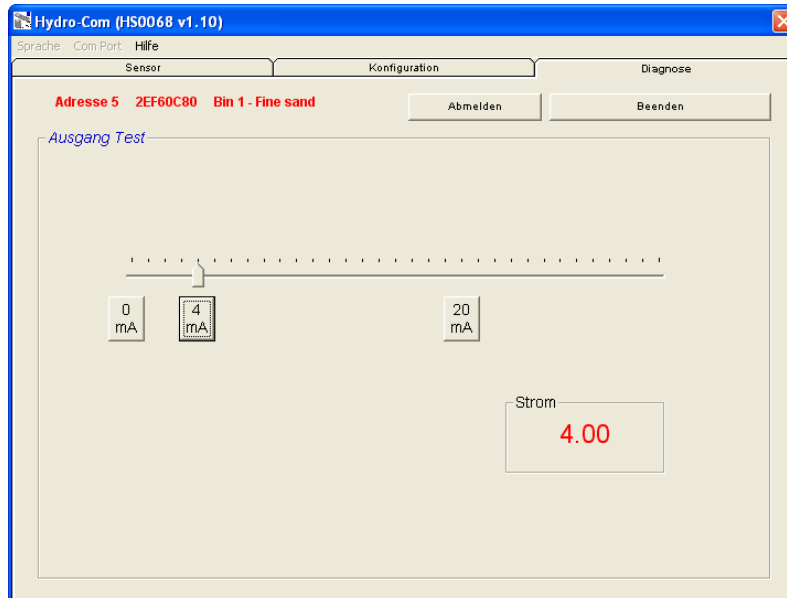 Hydro-Com (HS0068 v1.10)
Sprache Com Port Hilfe
Sensor Konfiguration Diagnose
Adresse 5 2EF60C80 Bin 1 - Fine sand Abmelden Beenden
Ausgang Test
0 4 20
mA mA mA
Strom
4.00